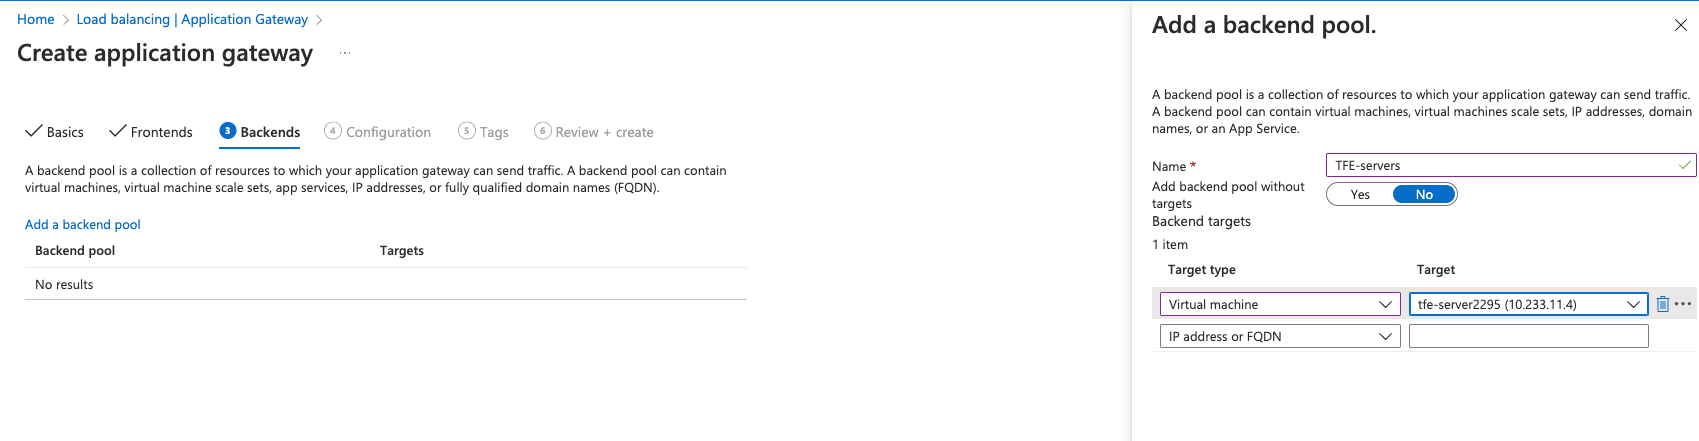 Home > Load balancing | Application Gateway >
Create application gateway ...
Basics Frontends 3 Backends 4 Configuration 5 Tags 6 Review + create
A backend pool is a collection of resources to which your application gateway can send traffic. A backend pool can contain
virtual machines, virtual machine scale sets, app services, IP addresses, or fully qualified domain names (FQDN).
Add a backend pool
Backend pool Targets
No results
Add a backend pool.
A backend pool is a collection of resources to which your application gateway can send traffic.
A backend pool can contain virtual machines, virtual machines scale sets, IP addresses, domain
names, or an App Service.
Name * TFE-servers
Add backend pool without
targets
Yes No
Backend targets
1 item
Target type Target
Virtual machine tfe-server2295 (10.233.11.4)
IP address or FQDN